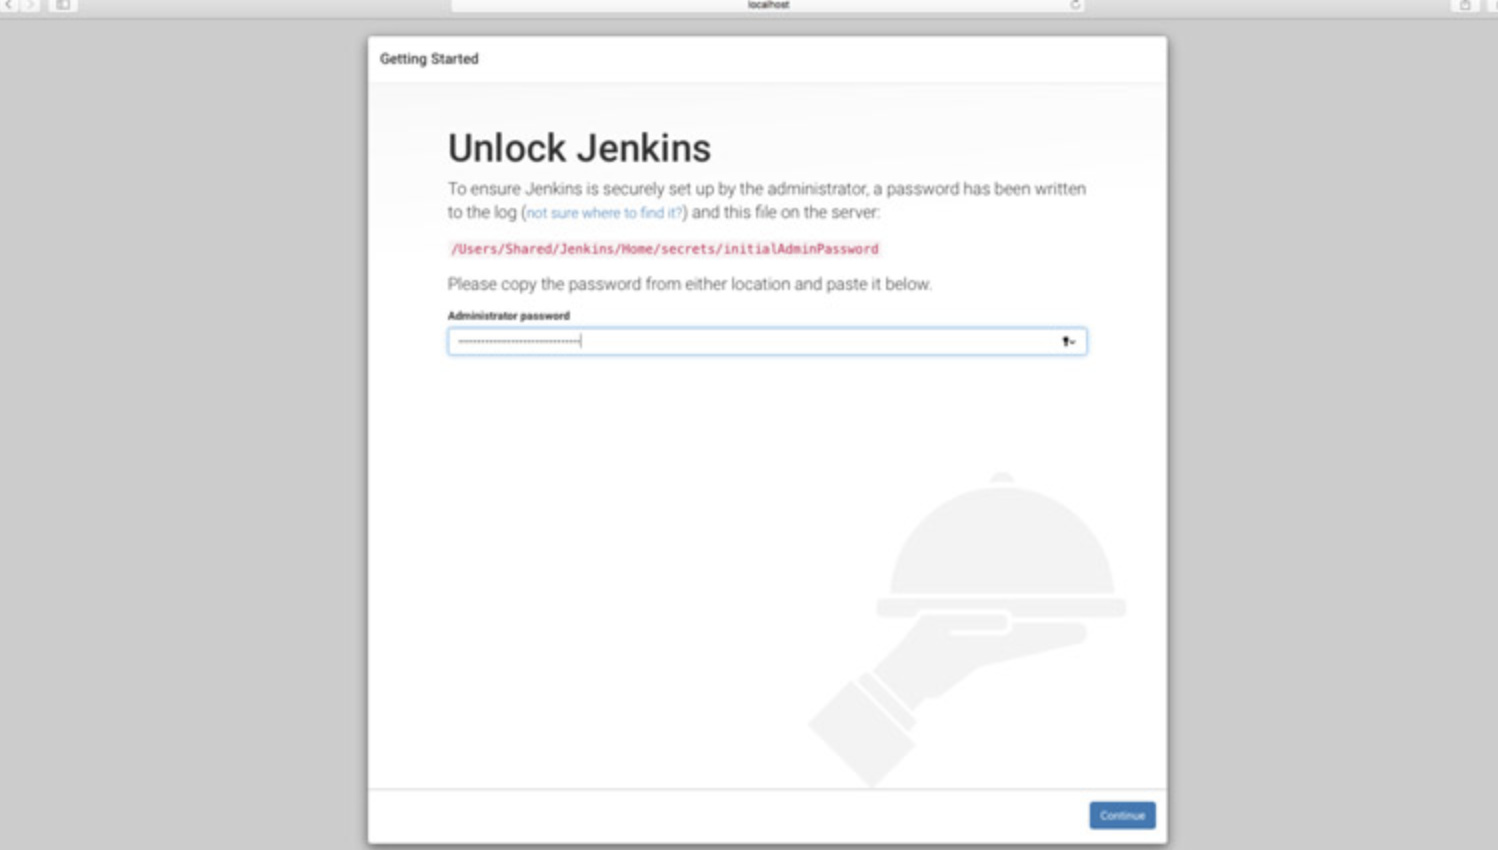 localhost
Getting Started
Unlock Jenkins
To ensure Jenkins is securely set up by the administrator, a password has been written
to the log (not sure where to find it?) and this file on the server:
/Users/Shared/Jenkins/Home/secrets/initialAdminPassword
Please copy the password from either location and paste it below.
Administrator password
Continue